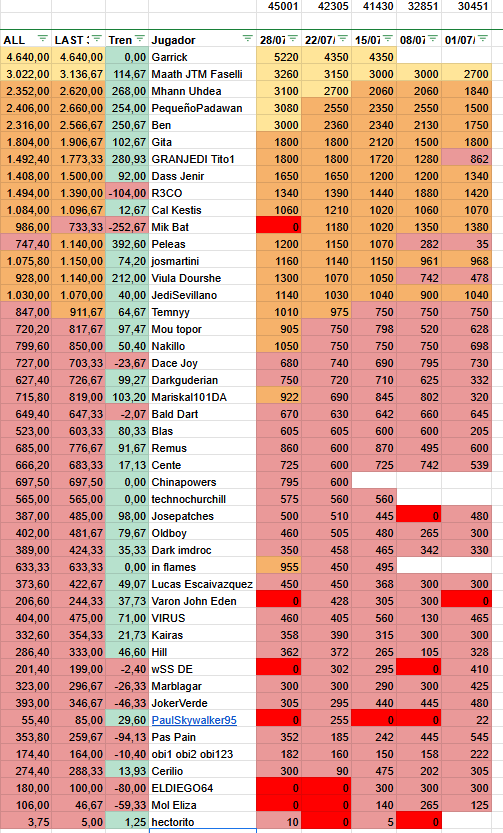 45001 42305 41430 32851 30451
ALL LAST 3 Tren Jugador 28/07 22/07 15/07 08/07 01/07
4.640,00 4.640,00 0,00 Garrick 5220 4350 4350
3.022,00 3.136,67 114,67 Maath JTM Faselli 3260 3150 3000 3000 2700
2.352,00 2.620,00 268,00 Mhann Uhdea 3100 2700 2060 2060 1840
2.406,00 2.660,00 254,00 PequeñoPadawan 3080 2550 2350 2550 1500
2.316,00 2.566,67 250,67 Ben 3000 2360 2340 2130 1750
1.804,00 1.906,67 102,67 Gita 1800 1800 2120 1500 1800
1.492,40 1.773,33 280,93 GRANJEDI Tito1 1800 1800 1720 1280 862
1.408,00 1.500,00 92,00 Dass Jenir 1650 1650 1200 1200 1340
1.494,00 1.390,00 -104,00 R3CO 1340 1390 1440 1880 1420
1.084,00 1.096,67 12,67 Cal Kestis 1060 1210 1020 1060 1070
986,00 733,33 -252,67 Mik Bat 0 1180 1020 1350 1380
747,40 1.140,00 392,60 Peleas 1200 1150 1070 282 35
1.075,80 1.150,00 74,20 josmartini 1160 1140 1150 961 968
928,00 1.140,00 212,00 Viula Dourshe 1300 1070 1050 742 478
1.030,00 1.070,00 40,00 JediSevillano 1140 1030 1040 900 1040
847,00 911,67 64,67 Temnyy 1010 975 750 750 750
720,20 817,67 97,47 Mou topor 905 750 798 520 628
799,60 850,00 50,40 Nakillo 1050 750 750 750 698
727,00 703,33 -23,67 Dace Joy 680 740 690 795 730
627,40 726,67 99,27 Darkguderian 750 720 710 625 332
715,80 819,00 103,20 Mariskal101DA 922 690 845 802 320
649,40 647,33 -2,07 Bald Dart 670 630 642 660 645
523,00 603,33 80,33 Blas 605 605 600 600 205
685,00 776,67 91,67 Remus 860 600 870 495 600
666,20 683,33 17,13 Cente 725 600 725 742 539
697,50 697,50 0,00 Chinapowers 795 600
565,00 565,00 0,00 technochurchill 575 560 560
387,00 485,00 98,00 Josepatches 500 510 445 0 480
402,00 481,67 79,67 Oldboy 460 505 480 265 300
389,00 424,33 35,33 Dark imdroc 350 458 465 342 330
633,33 633,33 0,00 in flames 955 450 495
373,60 422,67 49,07 Lucas Escaivazquez 450 450 368 300 300
206,60 244,33 37,73 Varon John Eden 0 428 305 300 0
404,00 475,00 71,00 VIRUS 460 405 560 130 465
332,60 354,33 21,73 Kairas 358 390 315 300 300
286,40 333,00 46,60 Hill 362 372 265 105 328
201,40 199,00 -2,40 wSS DE 0 302 295 0 410
323,00 296,67 -26,33 Marblagar 300 300 290 300 425
393,00 346,67 -46,33 JokerVerde 305 295 440 445 480
55,40 85,00 29,60 PaulSkywalker95 0 255 0 0 22
353,80 259,67 -94,13 Pas Pain 352 185 242 445 545
174,40 164,00 -10,40 obi1 obi2 obi123 182 160 150 158 222
274,40 288,33 13,93 Cerilio 300 90 475 202 305
180,00 100,00 -80,00 ELDIEGO64 0 0 300 300 300
106,00 46,67 -59,33 Mol Eliza 0 0 140 265 125
3,75 5,00 1,25 hectorito 10 0 5 0